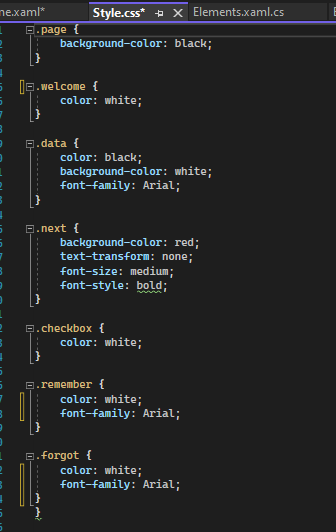 ne.xaml* Style.css* Elements.xaml.cs
.page {
background-color: black;
}
.welcome {
color: white;
}
.data {
color: black;
background-color: white;
font-family: Arial;
}
.next {
background-color: red;
text-transform: none;
font-size: medium;
font-style: bold;
}
.checkbox {
color: white;
}
.remember {
color: white;
font-family: Arial;
}
.forgot {
color: white;
font-family: Arial;
}
}